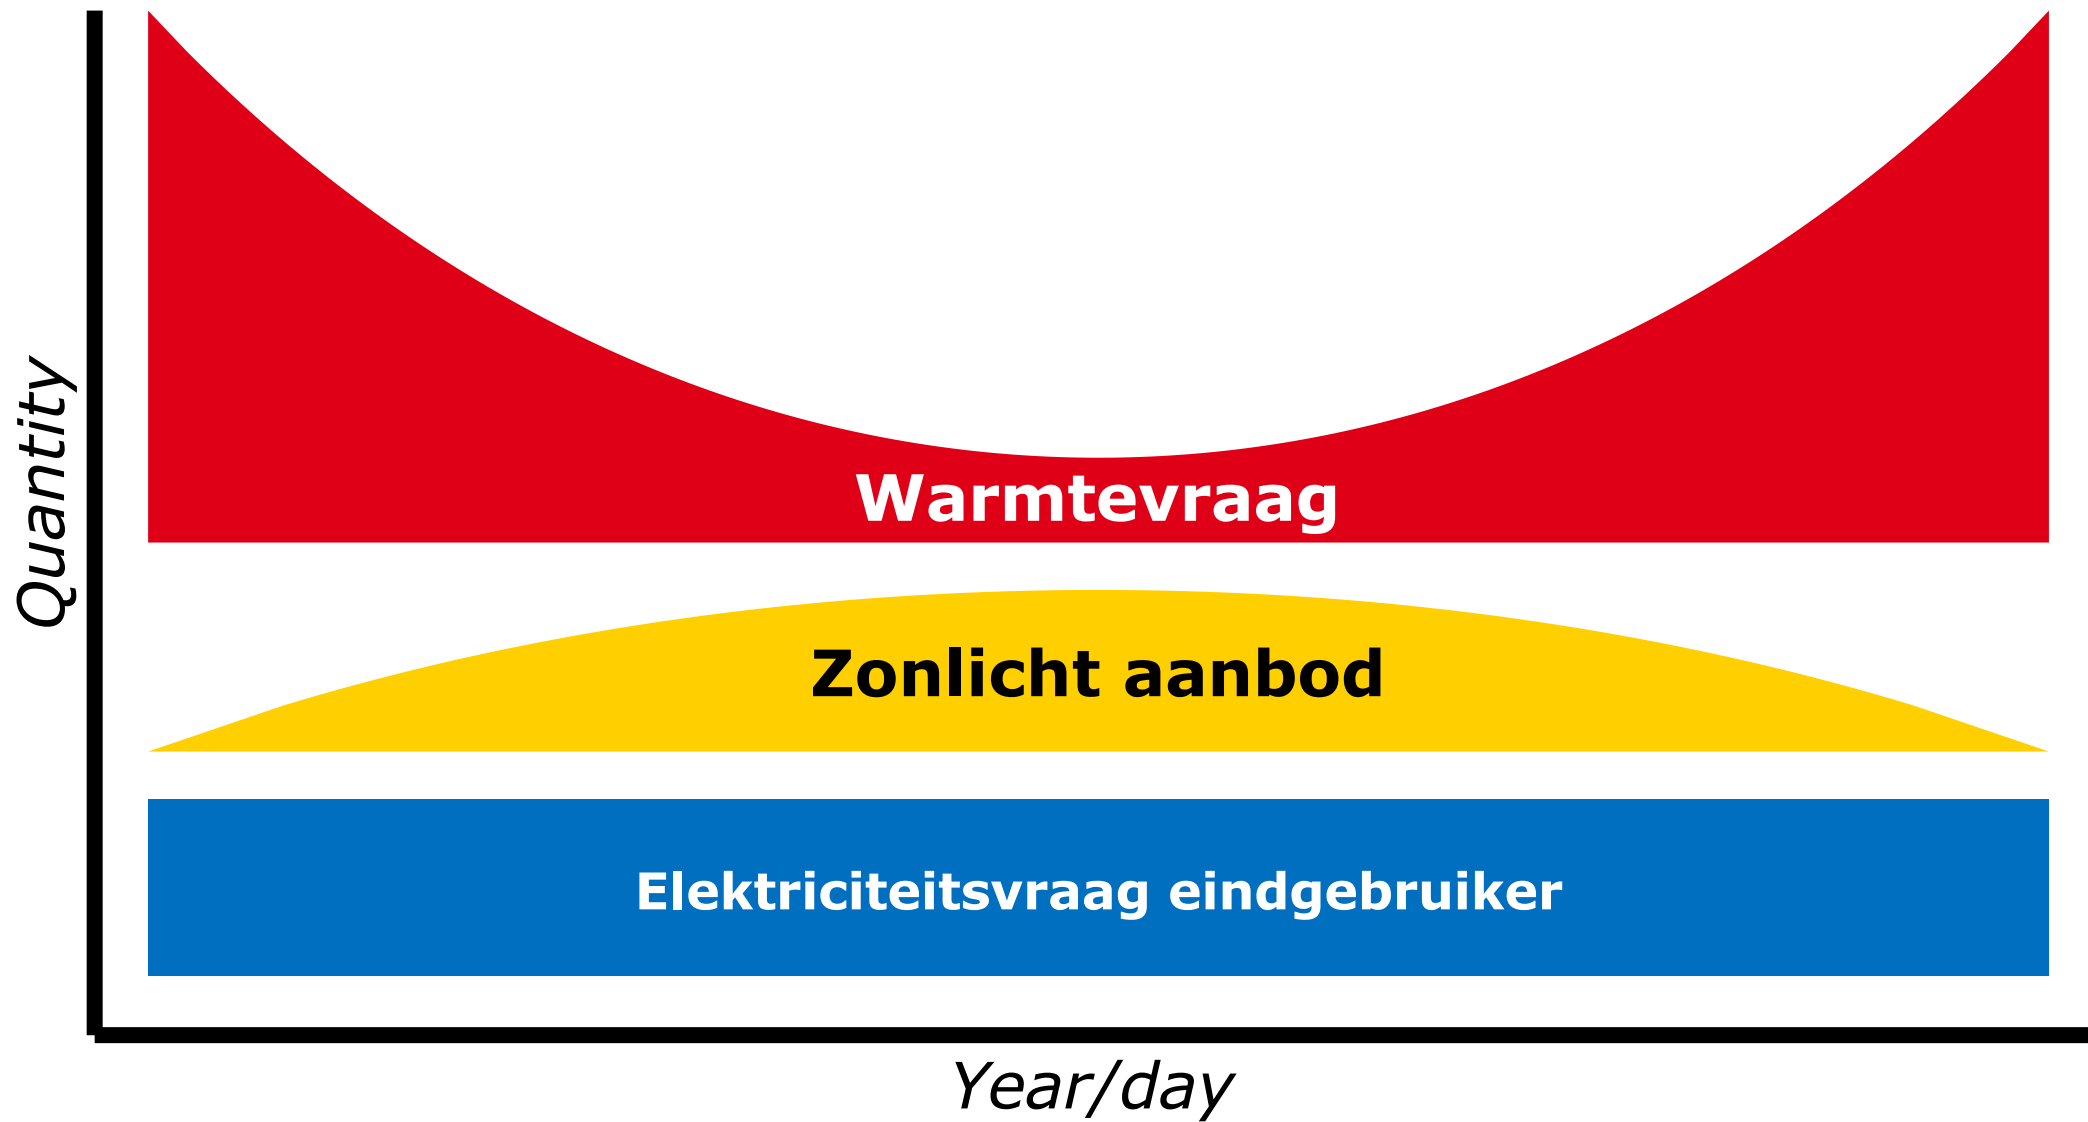 Quantity
Warmtevraag
Zonlicht aanbod
Elektriciteitsvraag eindgebruiker
Year/day